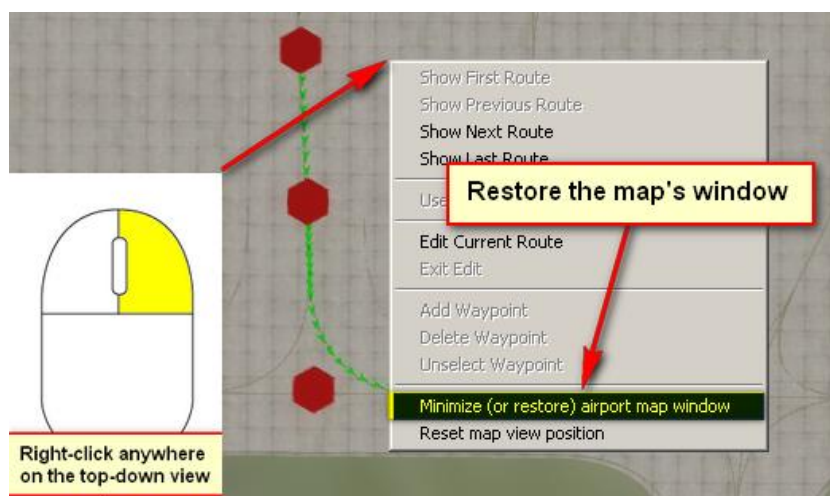 Show First Route
Show Previous Route
Show Next Route
Show Last Route
Use
Restore the map's window
Edit Current Route
Exit Edit
Add Waypoint
Delete Waypoint
Unselect Waypoint
Minimize (or restore) airport map window
Reset map view position
Right-click anywhere
on the top-down view